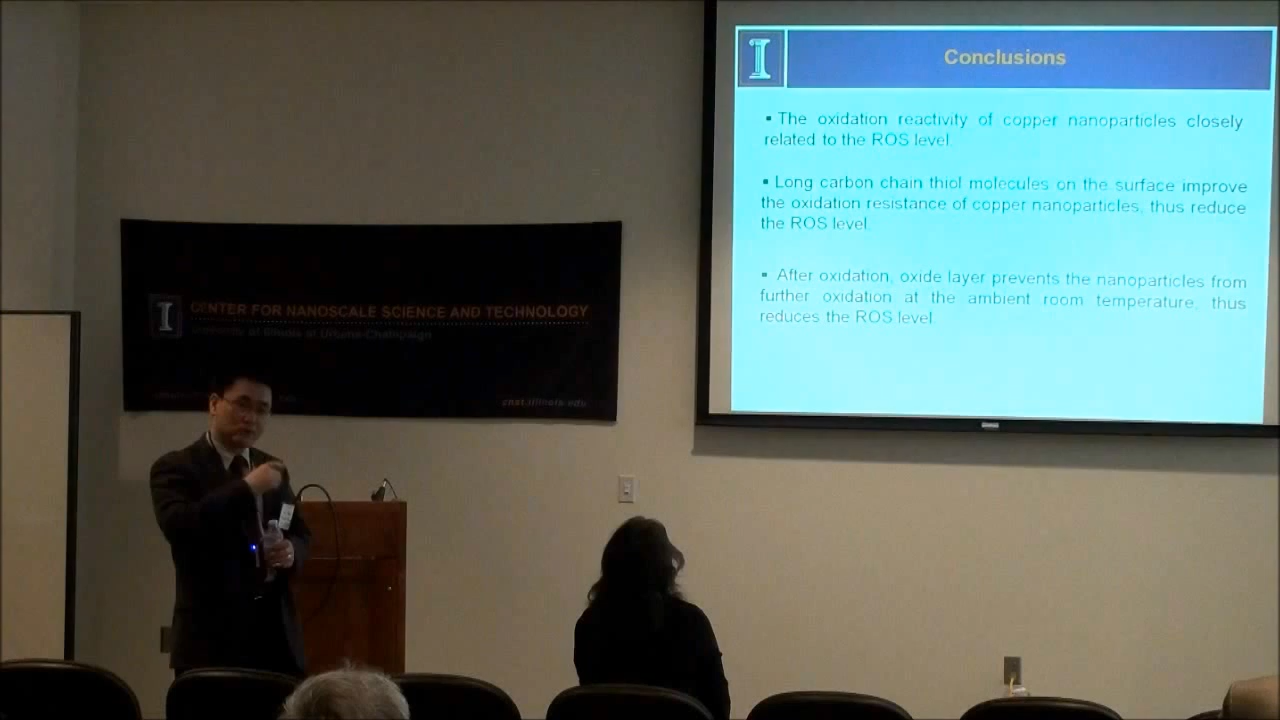 I
Conclusions
▪ The oxidation reactivity of copper nanoparticles closely
related to the ROS level.
▪ Long carbon chain thiol molecules on the surface improve
the oxidation resistance of copper nanoparticles, thus reduce
the ROS level.
▪ After oxidation, oxide layer prevents the nanoparticles from
further oxidation at the ambient room temperature, thus
reduces the ROS level.
I
CENTER FOR NANOSCALE SCIENCE AND TECHNOLOGY
University of Illinois at Urbana-Champaign
cnst.illinois.edu